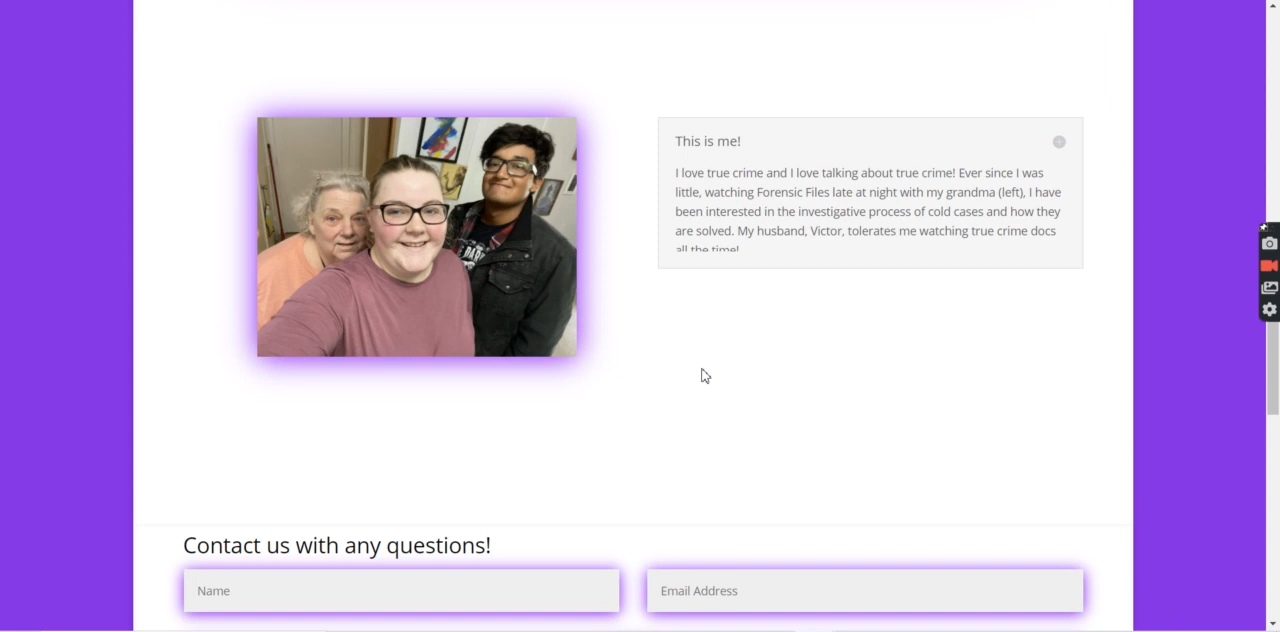 This is me!
I love true crime and I love talking about true crime! Ever since I was
little, watching Forensic Files late at night with my grandma (left), I have
been interested in the investigative process of cold cases and how they
are solved. My husband, Victor, tolerates me watching true crime docs
all the time!
Contact us with any questions!
Name
Email Address